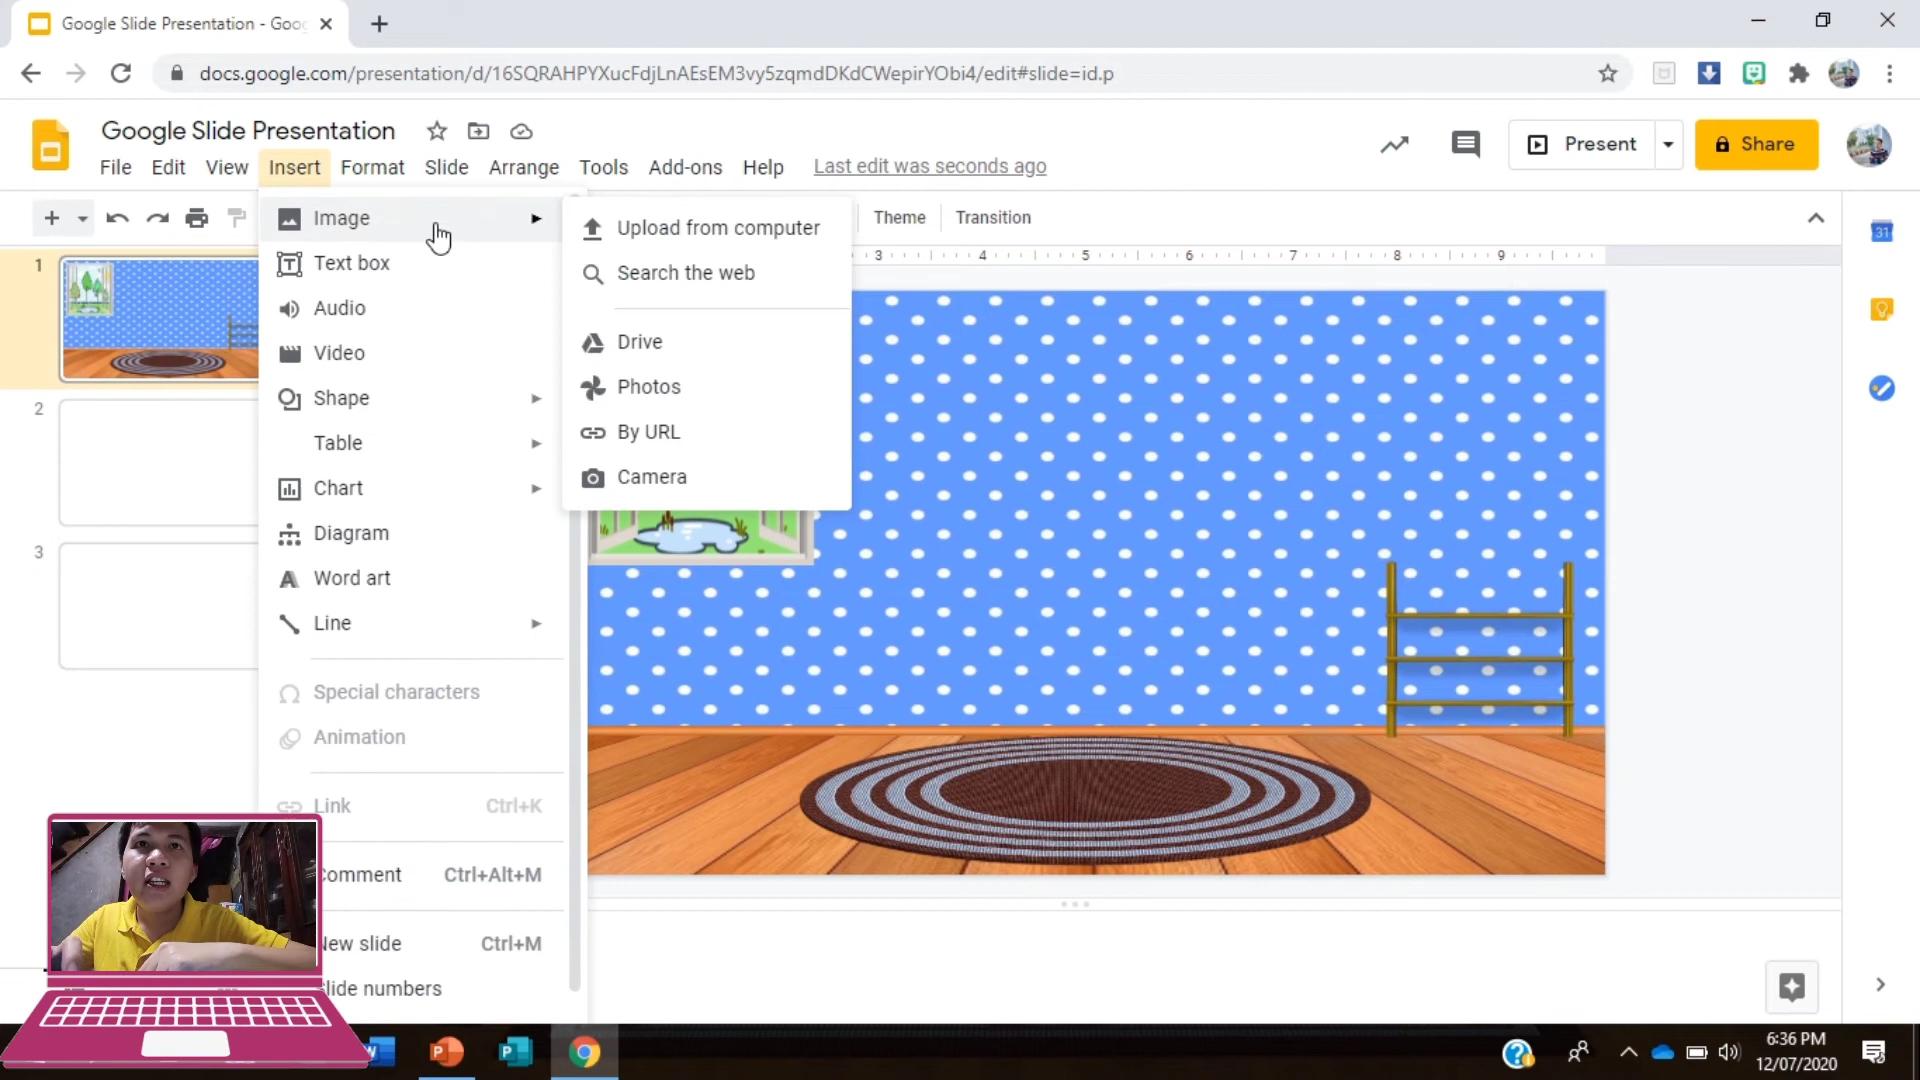 Google Slide Presentation - Goo
docs.google.com/presentation/d/16SQRAHPYXucFdjLnAEsEM3vy5zqmdDKdCWepirYObi4/edit#slide=id.p
Google Slide Presentation
File Edit View Insert Format Slide Arrange Tools Add-ons Help Last edit was seconds ago
Present
Share
Theme Transition
31
3 4 5 6 7 8 9
Image
Text box
Audio
Video
Shape
Table
Chart
Diagram
Word art
Line
Special characters
Animation
Link Ctrl+K
Comment Ctrl+Alt+M
New slide Ctrl+M
Slide numbers
Upload from computer
Search the web
Drive
Photos
By URL
Camera
1
2
3
6:36 PM
12/07/2020